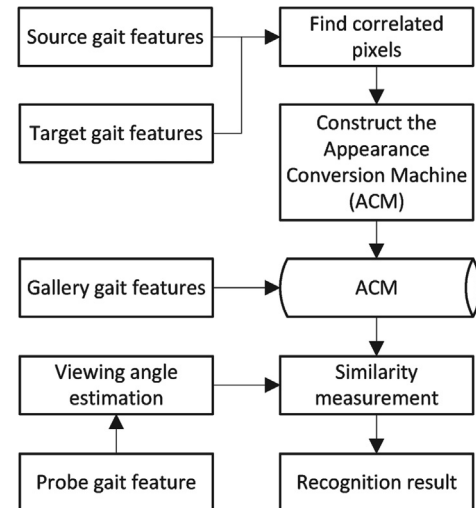 Source gait features
Find correlated
pixels
Target gait features
Construct the
Appearance
Conversion Machine
(ACM)
Gallery gait features
ACM
Viewing angle
estimation
Similarity
measurement
Probe gait feature
Recognition result